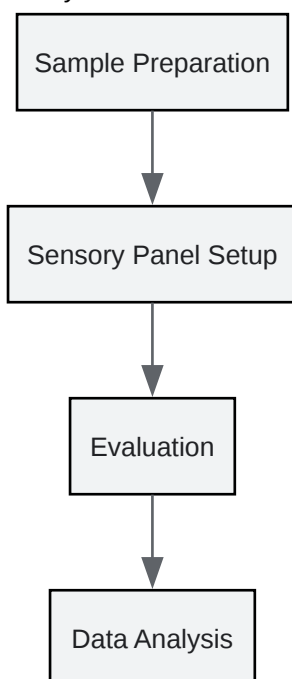 Sample Preparation
Sensory Panel Setup
Evaluation
Data Analysis